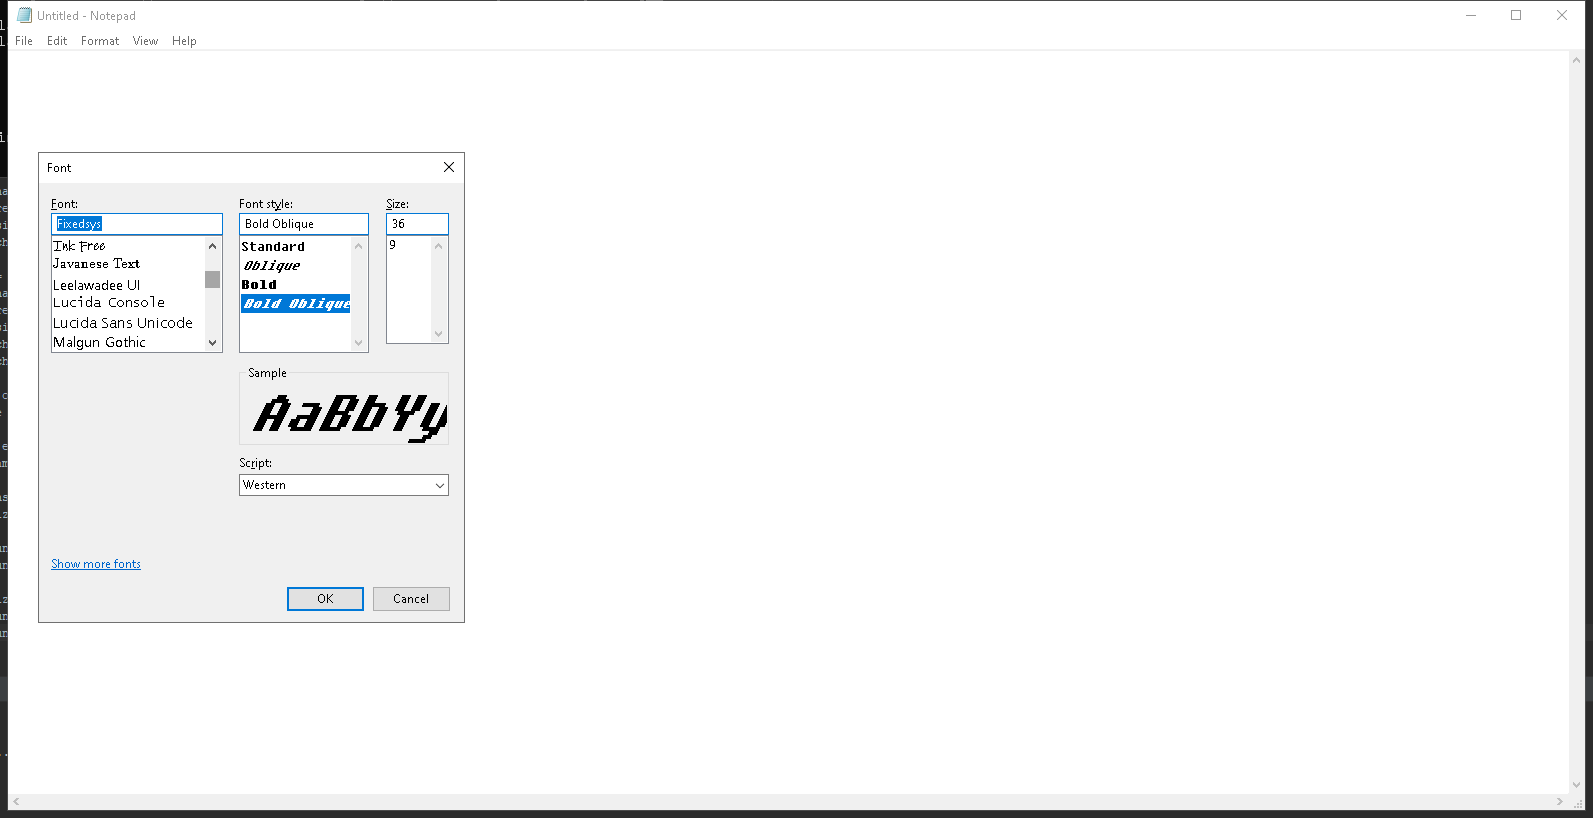 Untitled - Notepad
File Edit Format View Help
Font
Font: Font style: Size:
Fixedsys Bold Oblique 36
Ink Free Standard 9
Javanese Text Oblique
Leelawadee UI Bold
Lucida Console Bold Oblique
Lucida Sans Unicode
Malgun Gothic
Sample
AaBbYy
Script:
Western
Show more fonts
OK Cancel